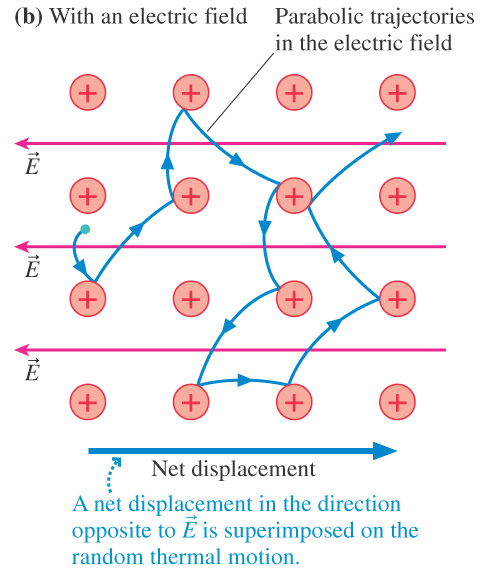 (b) With an electric field
Parabolic trajectories
in the electric field
+ + + +
E⃗
+ + + +
E⃗
+ + + +
E⃗
+ + + +
Net displacement
A net displacement in the direction
opposite to E⃗ is superimposed on the
random thermal motion.